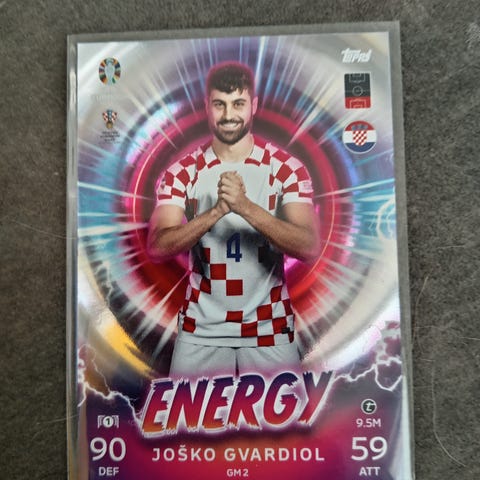 topps
4
ENERGY
1
9.5M
90
JOŠKO GVARDIOL
59
DEF
GM 2
ATT